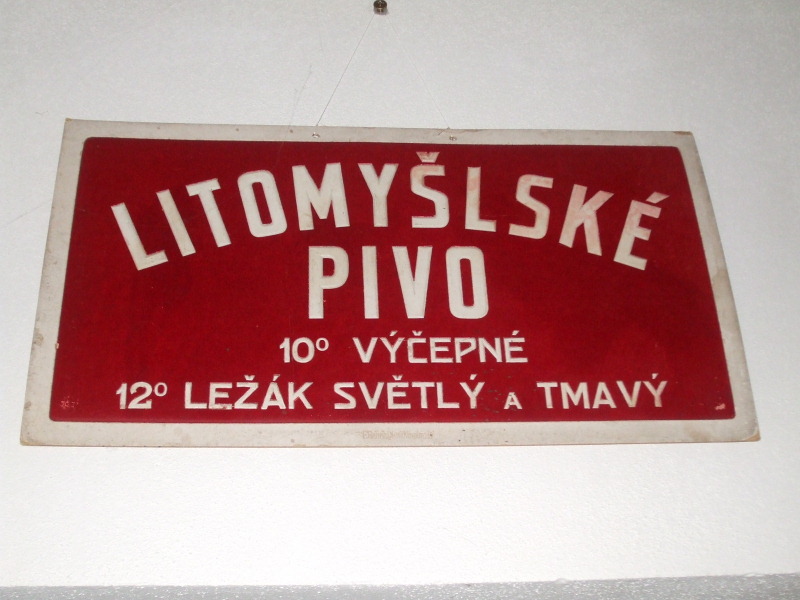 LITOMYŠLSKÉ
PIVO
10° VÝČEPNÉ
12° LEŽÁK SVĚTLÝ A TMAVÝ